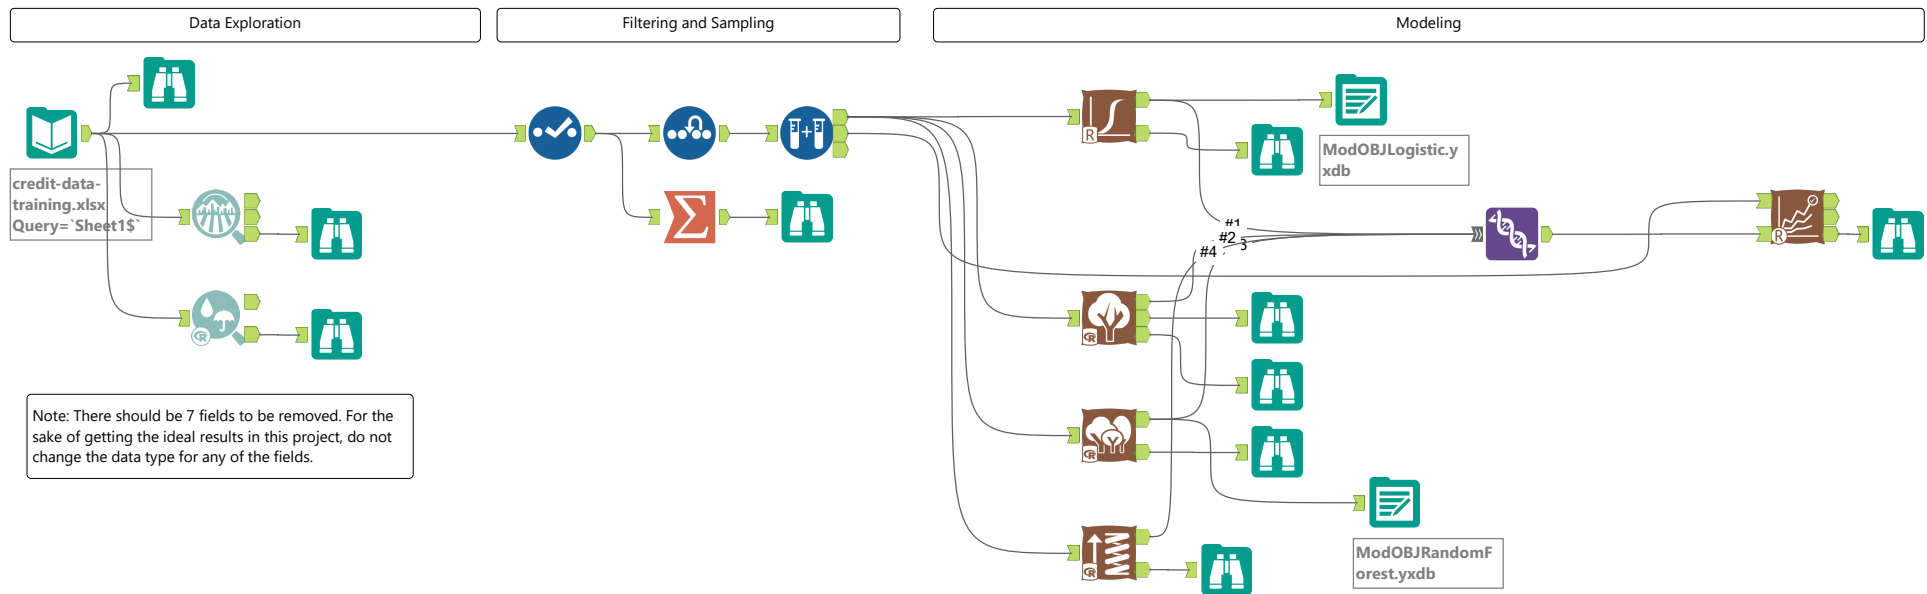 Data Exploration
Filtering and Sampling
Modeling
credit-data-
training.xlsx
Query=`Sheet1$`
ModOBJLogistic.y
xdb
#1
#2
3
#4
R
R
R
R
R
R
Note: There should be 7 fields to be removed. For the
sake of getting the ideal results in this project, do not
change the data type for any of the fields.
ModOBJRandomF
orest.yxdb